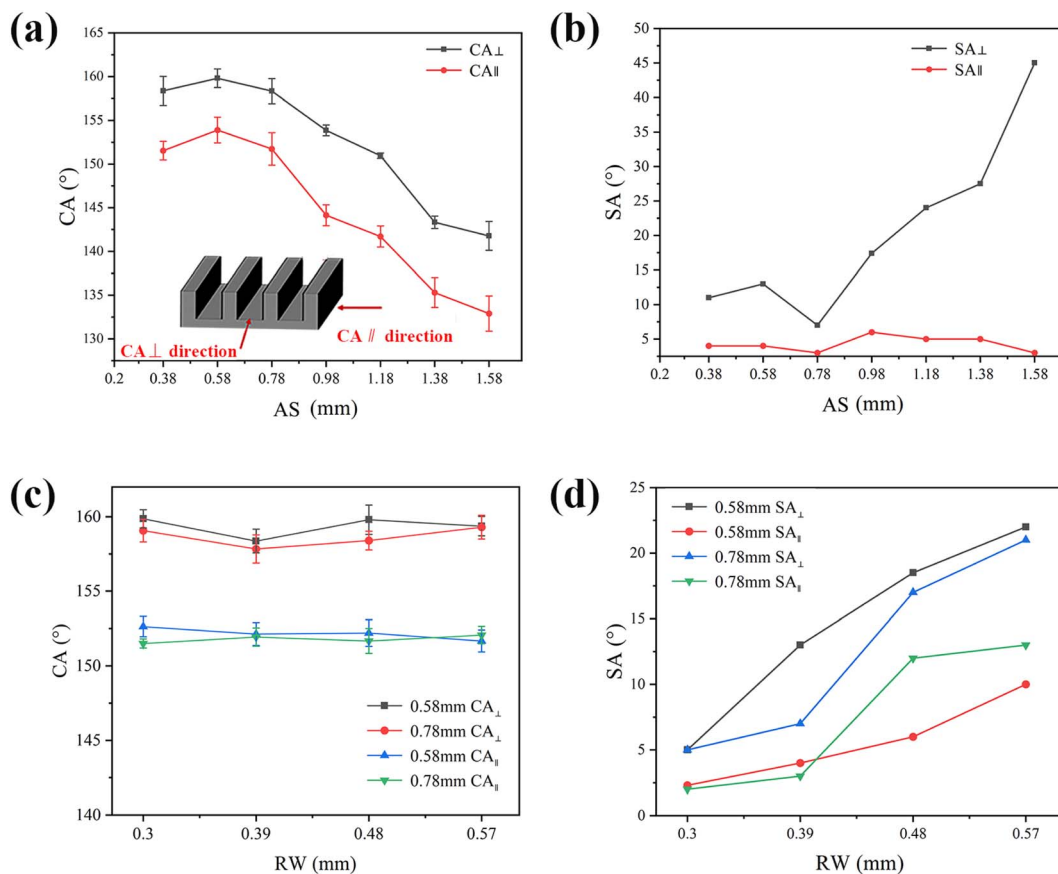 (a)
CA⊥
CA∥
165
160
155
150
145
140
135
130
CA (°)
CA⊥ direction
CA∥ direction
0.2 0.38 0.58 0.78 0.98 1.18 1.38 1.58
AS (mm)
(b)
SA⊥
SA∥
50
45
40
35
30
25
20
15
10
5
SA (°)
0.2 0.38 0.58 0.78 0.98 1.18 1.38 1.58
AS (mm)
(c)
160
155
150
145
140
CA (°)
0.58mm CA⊥
0.78mm CA⊥
0.58mm CA∥
0.78mm CA∥
0.3 0.39 0.48 0.57
RW (mm)
(d)
0.58mm SA⊥
0.58mm SA∥
0.78mm SA⊥
0.78mm SA∥
25
20
15
10
5
0
SA (°)
0.3 0.39 0.48 0.57
RW (mm)